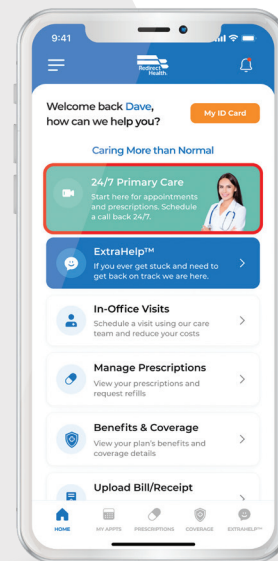 9:41
Redirect
Health.
Welcome back Dave,
how can we help you?
My ID Card
Caring More than Normal
24/7 Primary Care
Start here for appointments
and prescriptions. Schedule
a call back 24/7.
ExtraHelp™
If you ever get stuck and need to
get back on track we are here.
In-Office Visits
Schedule a visit using our care
team and reduce your costs
Manage Prescriptions
View your prescriptions and
request refills
Benefits & Coverage
View your plan's benefits and
coverage details
Upload Bill/Receipt
HOME MY APPTS PRESCRIPTIONS COVERAGE EXTRAHELP™